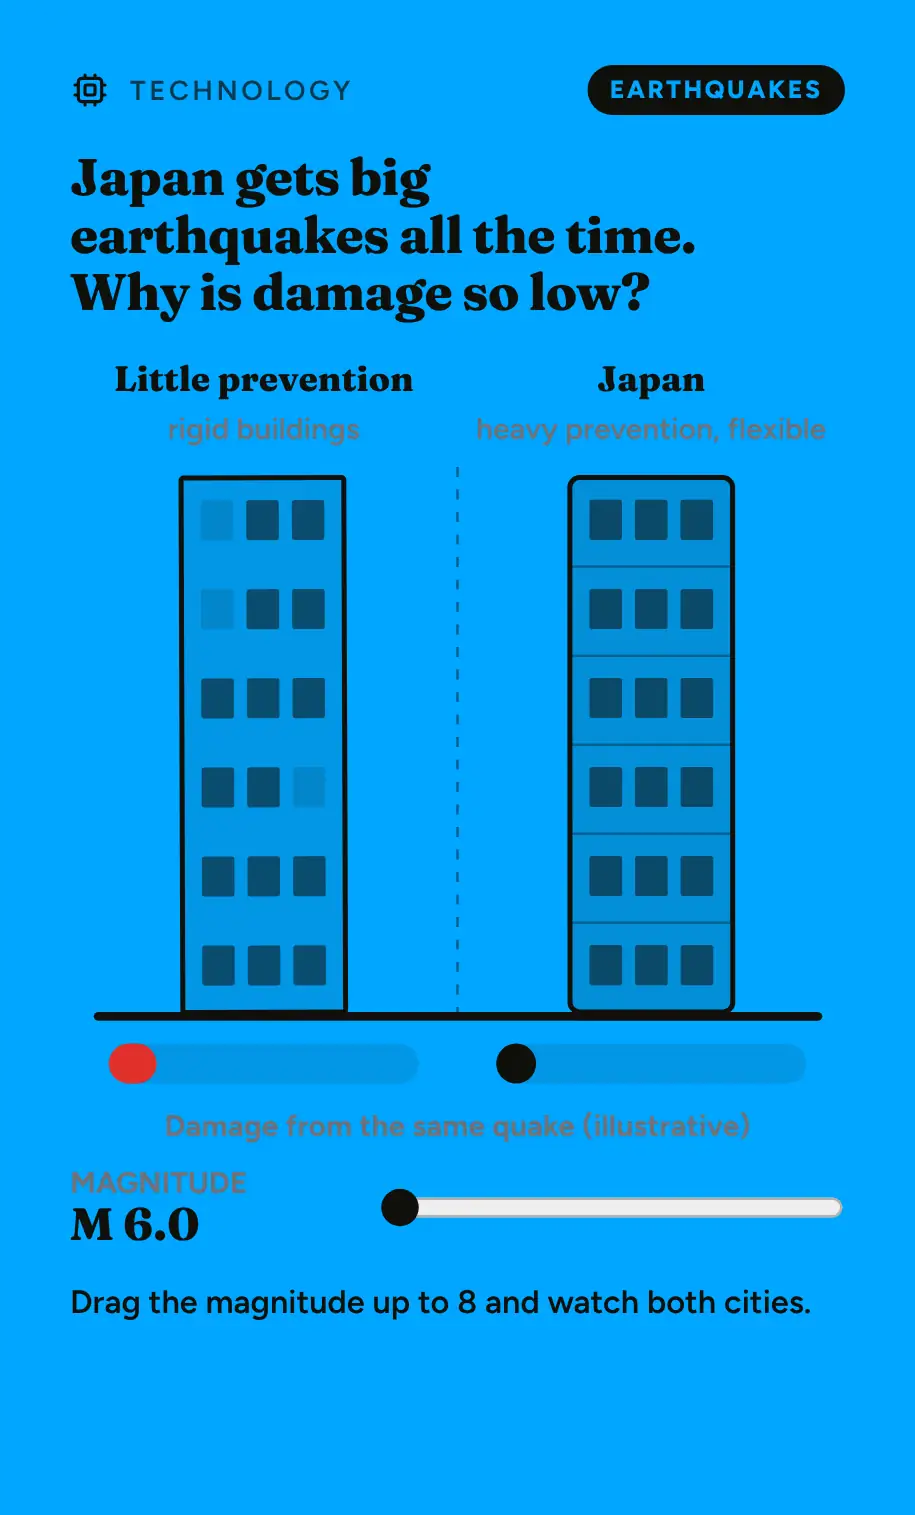 TECHNOLOGY
EARTHQUAKES
Japan gets big
earthquakes all the time.
Why is damage so low?
Little prevention
rigid buildings
Japan
heavy prevention, flexible
Damage from the same quake (illustrative)
MAGNITUDE
M 6.0
Drag the magnitude up to 8 and watch both cities.